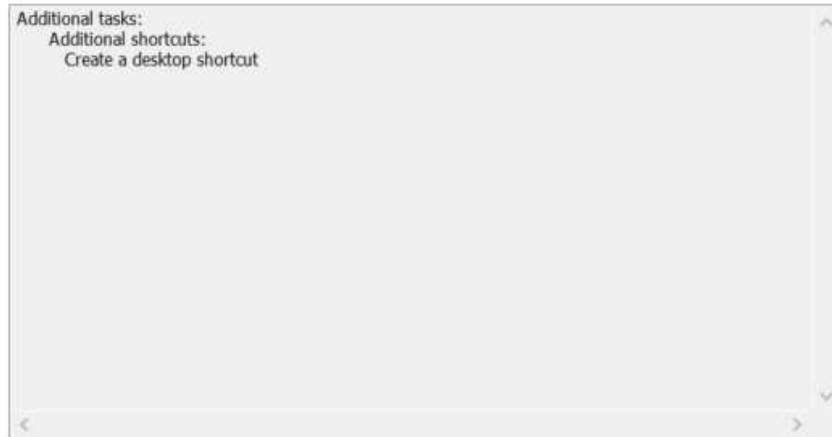 Additional tasks:
Additional shortcuts:
Create a desktop shortcut